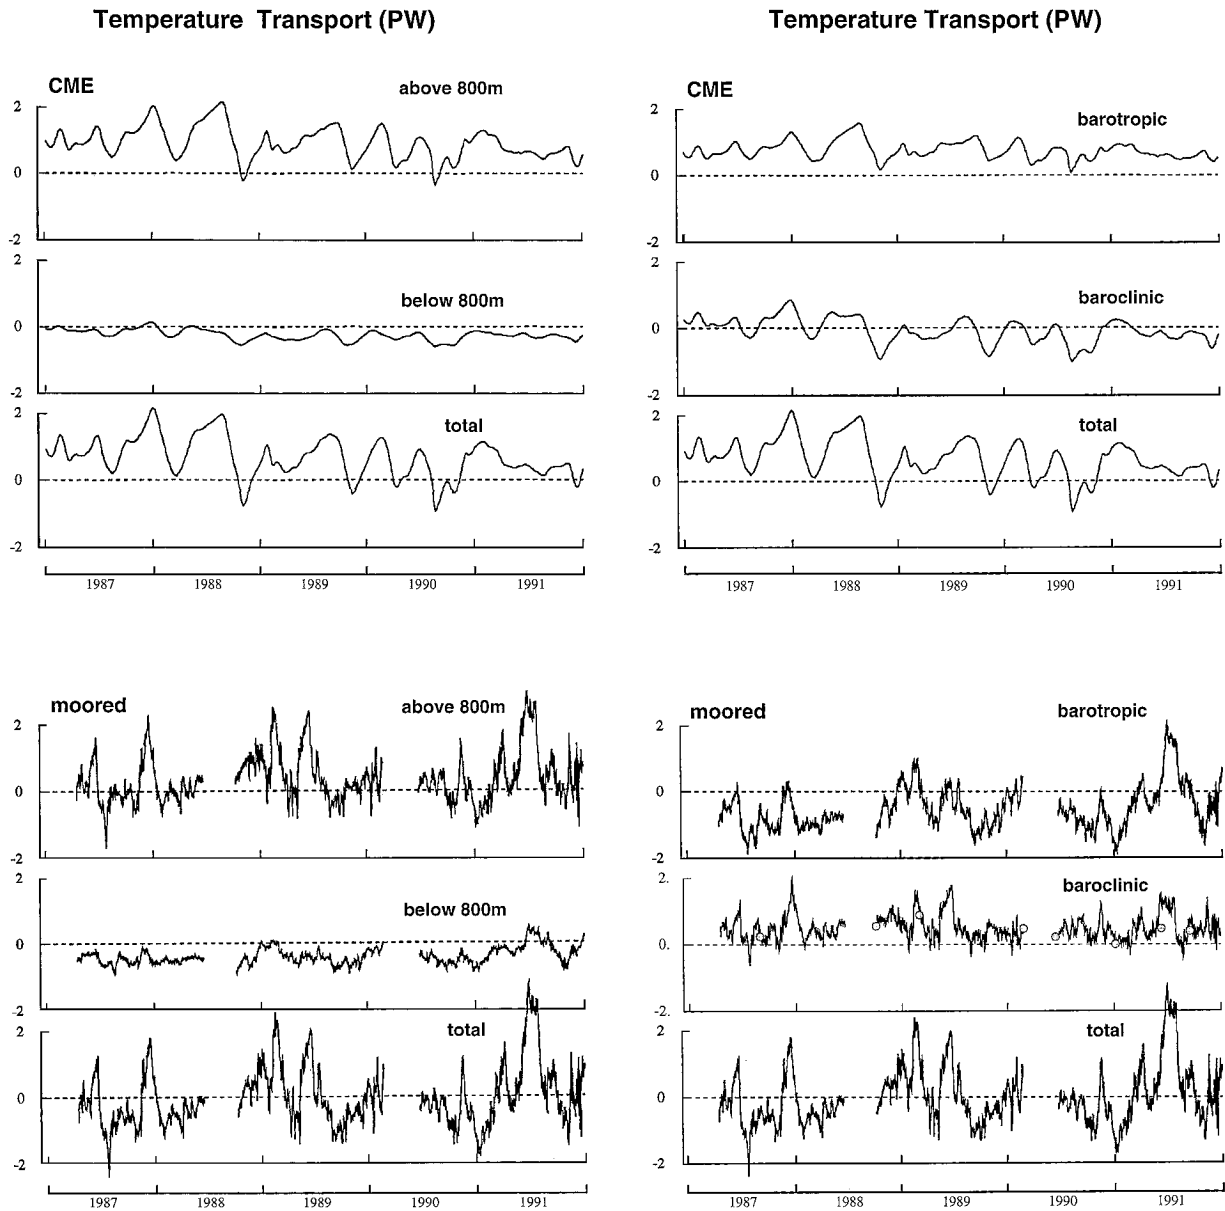 Temperature Transport (PW)
CME
above 800m
2
0
-2
below 800m
2
0
-2
total
2
0
-2
1987 1988 1989 1990 1991
Temperature Transport (PW)
CME
barotropic
2
0
-2
baroclinic
2
0
-2
total
2
0
-2
1987 1988 1989 1990 1991
moored
above 800m
2
0
-2
below 800m
2
0
-2
total
2
0
-2
1987 1988 1989 1990 1991
moored
barotropic
2
0
-2
baroclinic
2.
0.
-2.
total
2
0
-2
1987 1988 1989 1990 1991